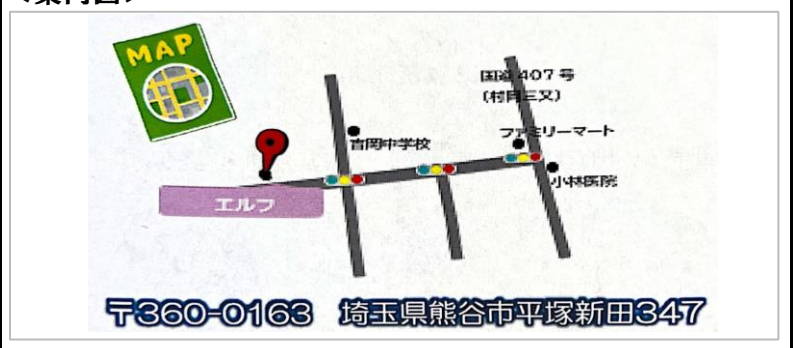 <案内図>
MAP
国道407号
(村岡三又)
ファミリーマート
吉岡中学校
小林医院
エルフ
〒360-0163 埼玉県熊谷市平塚新田347